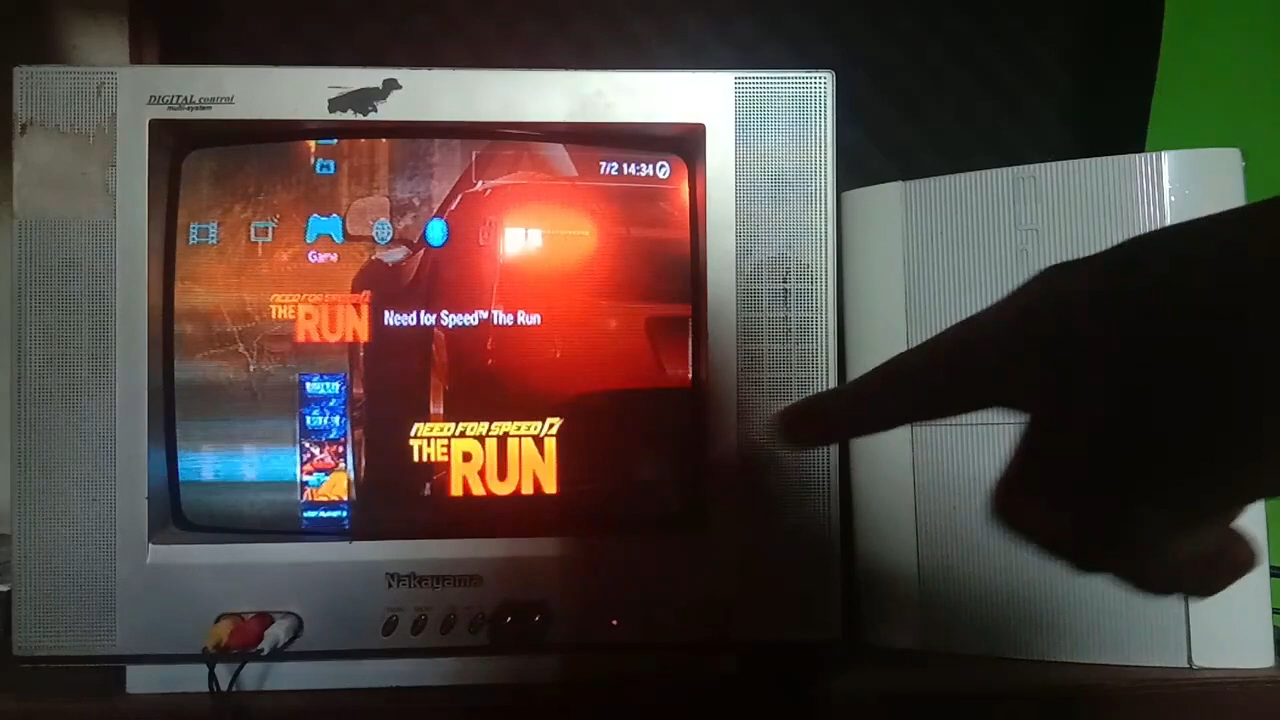 DIGITAL control
multi-system
7/2 14:34
Game
NEED FOR SPEED
THE RUN
Need for Speed™ The Run
NEED FOR SPEED
THE RUN
Nakayama